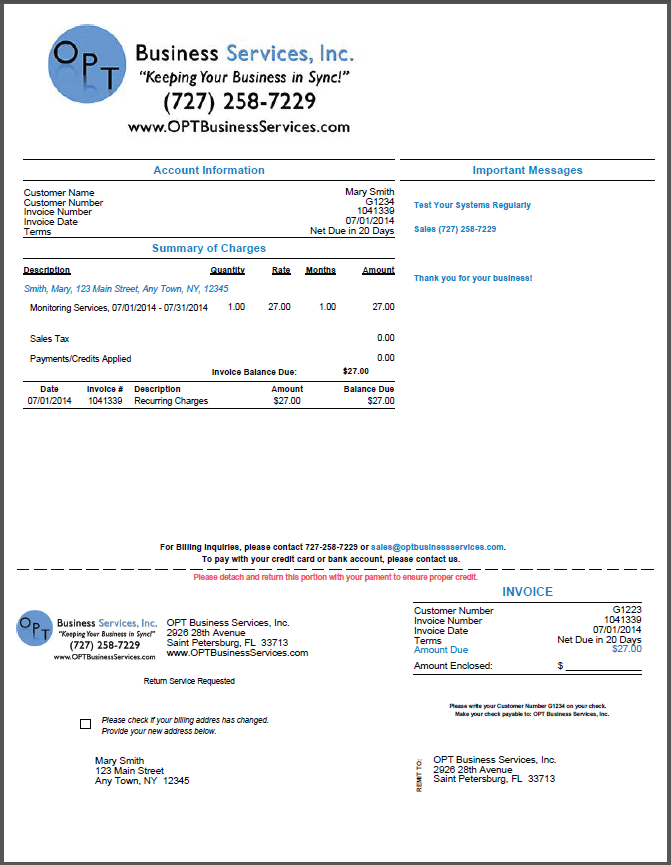 OPT
Business Services, Inc.
"Keeping Your Business in Sync!"
(727) 258-7229
www.OPTBusinessServices.com
Account Information
Customer Name Mary Smith
Customer Number G1234
Invoice Number 1041339
Invoice Date 07/01/2014
Terms Net Due in 20 Days
Important Messages
Test Your Systems Regularly
Sales (727) 258-7229
Thank you for your business!
Summary of Charges
Description Quantity Rate Months Amount
Smith, Mary, 123 Main Street, Any Town, NY, 12345
Monitoring Services, 07/01/2014 - 07/31/2014 1.00 27.00 1.00 27.00
Sales Tax 0.00
Payments/Credits Applied 0.00
Invoice Balance Due: $27.00
Date Invoice # Description Amount Balance Due
07/01/2014 1041339 Recurring Charges $27.00 $27.00
For Billing Inquiries, please contact 727-258-7229 or sales@optbusinessservices.com.
To pay with your credit card or bank account, please contact us.
Please detach and return this portion with your pament to ensure proper credit.
OPT
Business Services, Inc.
"Keeping Your Business in Sync!"
(727) 258-7229
www.OPTBusinessServices.com
OPT Business Services, Inc.
2926 28th Avenue
Saint Petersburg, FL 33713
www.OPTBusinessServices.com
INVOICE
Customer Number G1223
Invoice Number 1041339
Invoice Date 07/01/2014
Terms Net Due in 20 Days
Amount Due $27.00
Amount Enclosed: $
Return Service Requested
Please write your Customer Number G1234 on your check.
Make your check payable to: OPT Business Services, Inc.
Please check if your billing addres has changed.
Provide your new address below.
Mary Smith
123 Main Street
Any Town, NY 12345
REMIT TO:
OPT Business Services, Inc.
2926 28th Avenue
Saint Petersburg, FL 33713